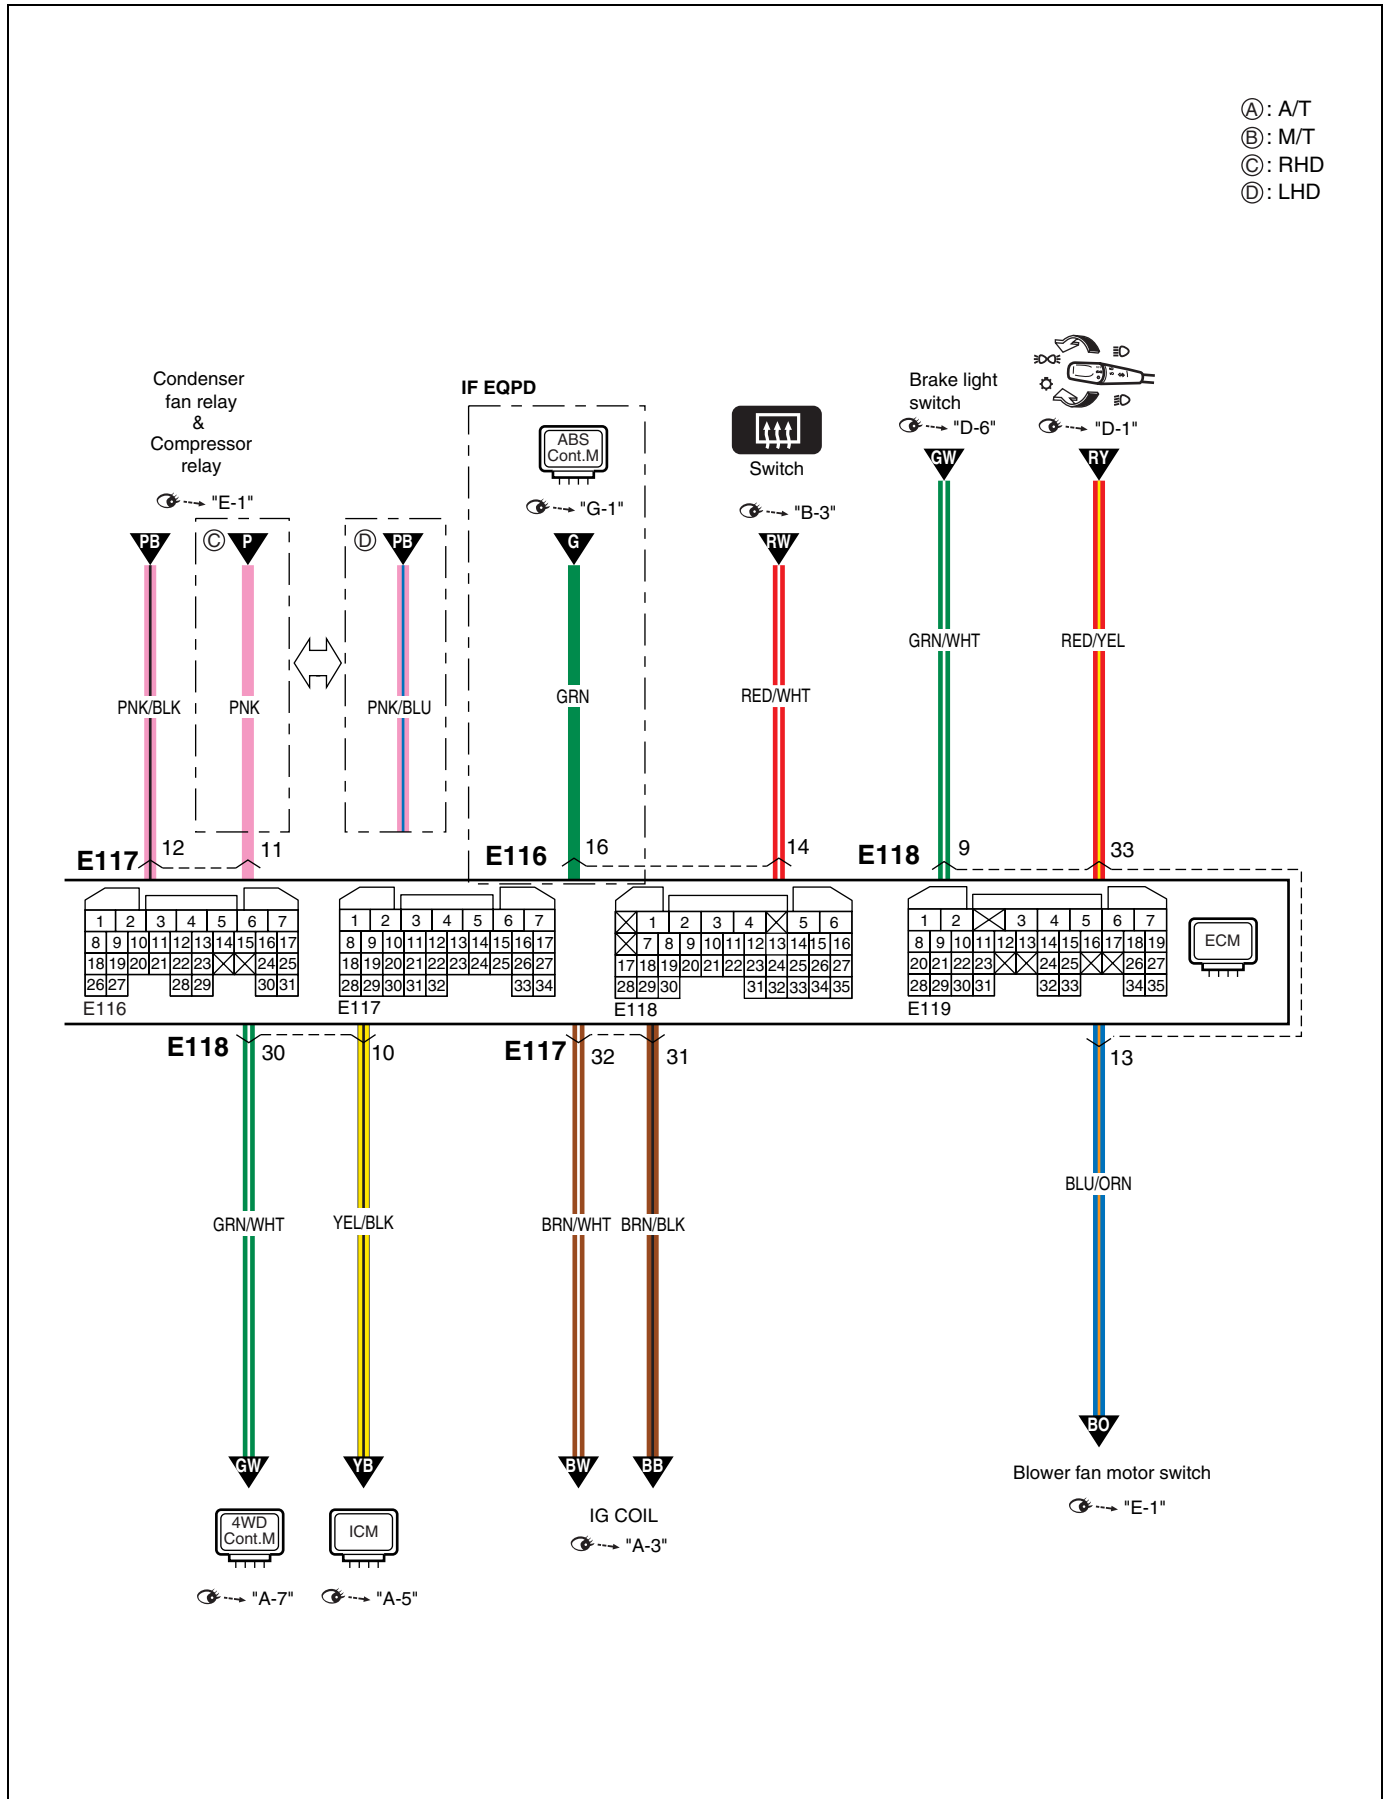 Ⓐ: A/T
Ⓑ: M/T
Ⓒ: RHD
Ⓓ: LHD
Condenser
fan relay
&
Compressor
relay
"E-1"
IF EQPD
ABS
Cont.M
"G-1"
Switch
"B-3"
Brake light
switch
"D-6"
"D-1"
PB
Ⓒ
P
Ⓓ
PB
G
RW
GW
RY
PNK/BLK
PNK
PNK/BLU
GRN
RED/WHT
GRN/WHT
RED/YEL
E117
12
11
E116
16
14
E118
9
33
1 2 3 4 5 6 7
8 9 10 11 12 13 14 15 16 17
18 19 20 21 22 23 24 25
26 27 28 29 30 31
E116
1 2 3 4 5 6 7
8 9 10 11 12 13 14 15 16 17
18 19 20 21 22 23 24 25 26 27
28 29 30 31 32 33 34
E117
1 2 3 4 5 6
7 8 9 10 11 12 13 14 15 16
17 18 19 20 21 22 23 24 25 26 27
28 29 30 31 32 33 34 35
E118
1 2 3 4 5 6 7
8 9 10 11 12 13 14 15 16 17 18 19
20 21 22 23 24 25 26 27
28 29 30 31 32 33 34 35
E119
ECM
E118
30
10
E117
32
31
13
GRN/WHT
YEL/BLK
BRN/WHT
BRN/BLK
BLU/ORN
GW
YB
BW
BB
BO
4WD
Cont.M
"A-7"
ICM
"A-5"
IG COIL
"A-3"
Blower fan motor switch
"E-1"